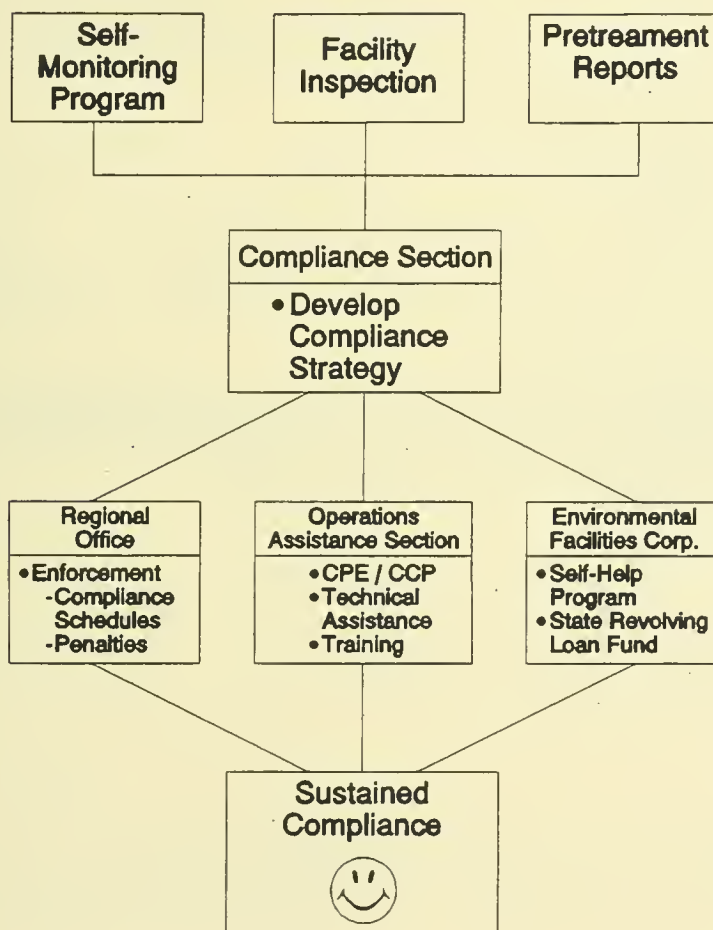 Self-
Monitoring
Program
Facility
Inspection
Pretreament
Reports
Compliance Section
• Develop
Compliance
Strategy
Regional
Office
• Enforcement
-Compliance
Schedules
-Penalties
Operations
Assistance Section
• CPE / CCP
• Technical
Assistance
• Training
Environmental
Facilities Corp.
• Self-Help
Program
• State Revolving
Loan Fund
Sustained
Compliance